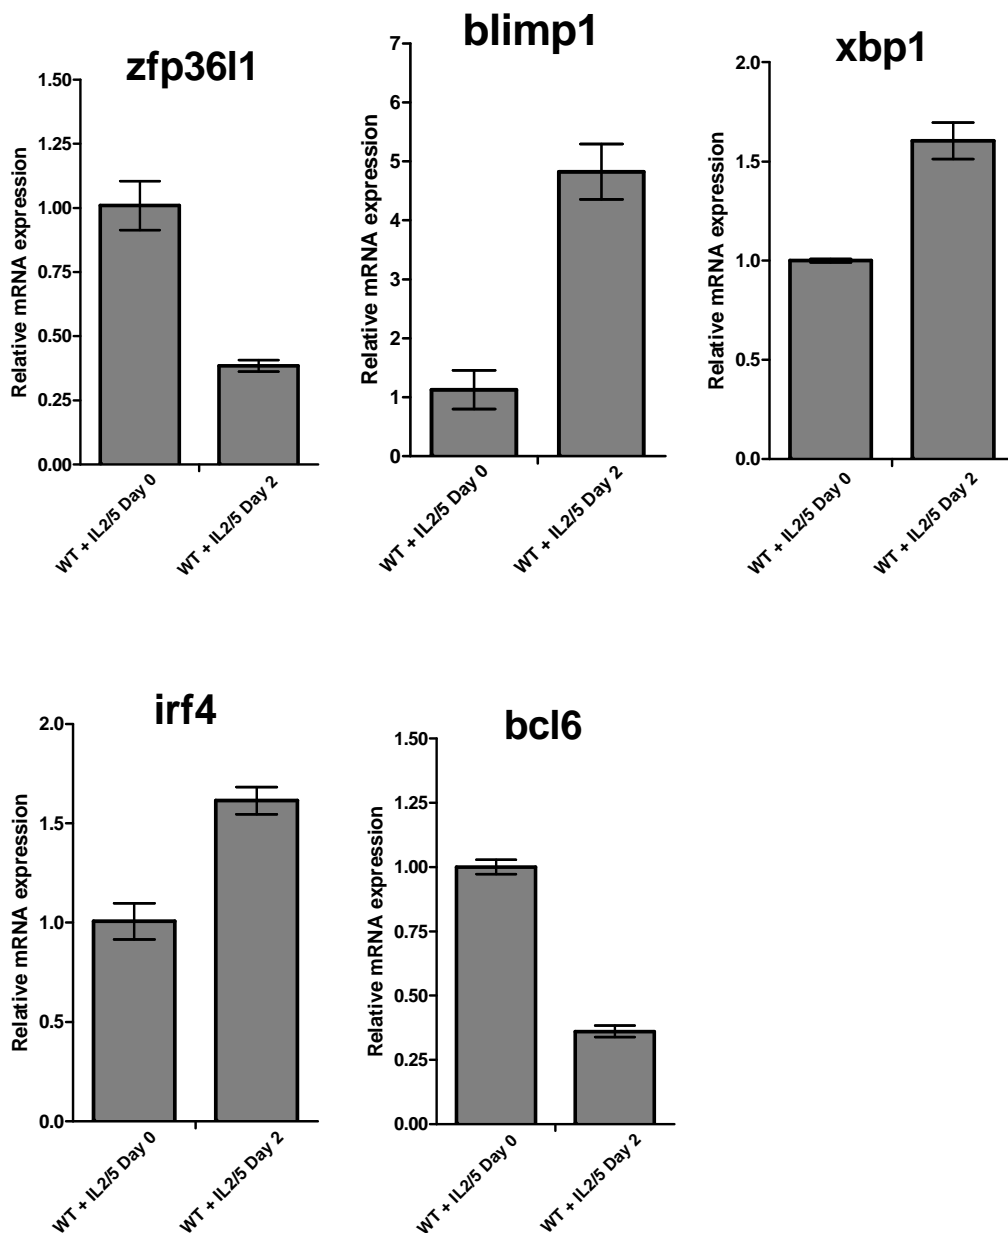 zfp36l1
1.50
1.25
1.00
0.75
0.50
0.25
0.00
Relative mRNA expression
WT + IL2/5 Day 0
WT + IL2/5 Day 2
blimp1
7
6
5
4
3
2
1
0
Relative mRNA expression
WT + IL2/5 Day 0
WT + IL2/5 Day 2
xbp1
2.0
1.5
1.0
0.5
0.0
Relative mRNA expression
WT + IL2/5 Day 0
WT + IL2/5 Day 2
irf4
2.0
1.5
1.0
0.5
0.0
Relative mRNA expression
WT + IL2/5 Day 0
WT + IL2/5 Day 2
bcl6
1.50
1.25
1.00
0.75
0.50
0.25
0.00
Relative mRNA expression
WT + IL2/5 Day 0
WT + IL2/5 Day 2